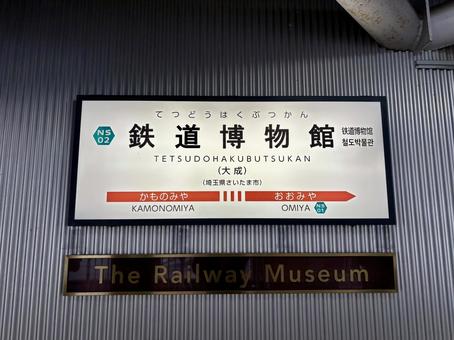 てつどうはくぶつかん
NS
02
鉄道博物館
铁道博物馆
철도박물관
TETSUDOHAKUBUTSUKAN
(大成)
(埼玉県さいたま市)
かものみや おおみや
KAMONOMIYA OMIYA NS
01
The Railway Museum